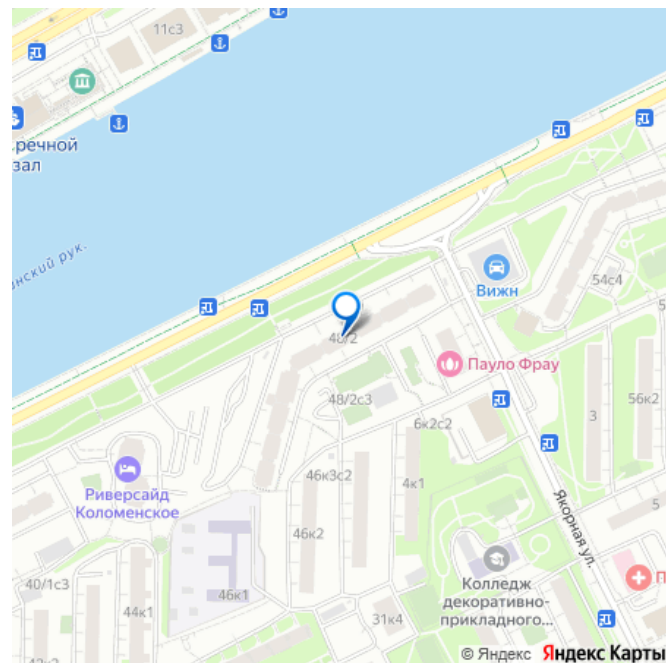 11с3
речной
зал
нский рук.
54с4
Вижн
48/2
Пауло Фрау
48/2с3
6к2с2
3
56к2
46к3с2
4к1
Риверсайд
Коломенское
46к2
Якорная ул.
5
40/1с3
46к1
44к1
Колледж
декоративно-
прикладного...
П
31к4
© Яндекс Яндекс Карты